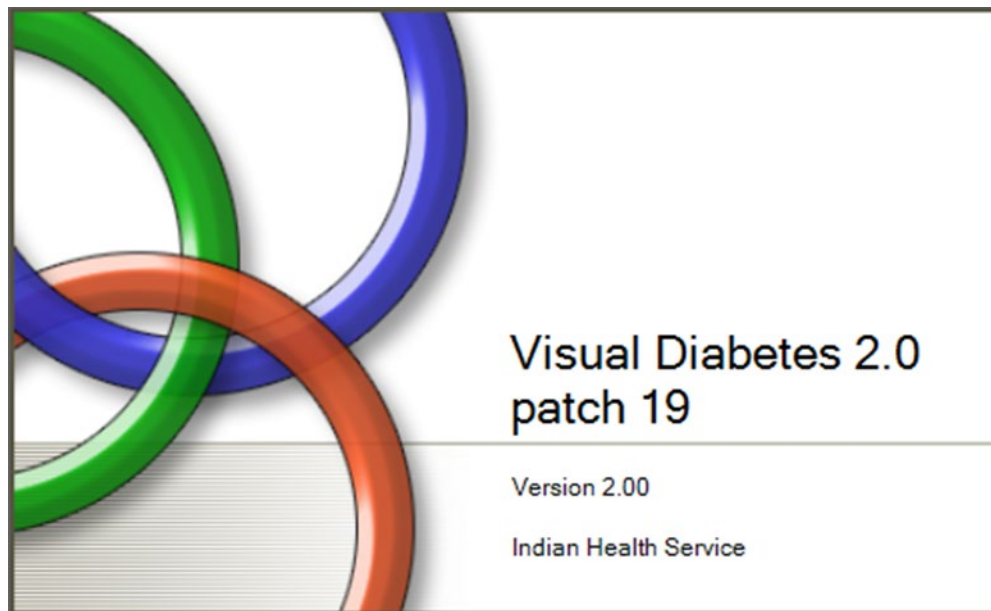 Visual Diabetes 2.0
patch 19
Version 2.00
Indian Health Service